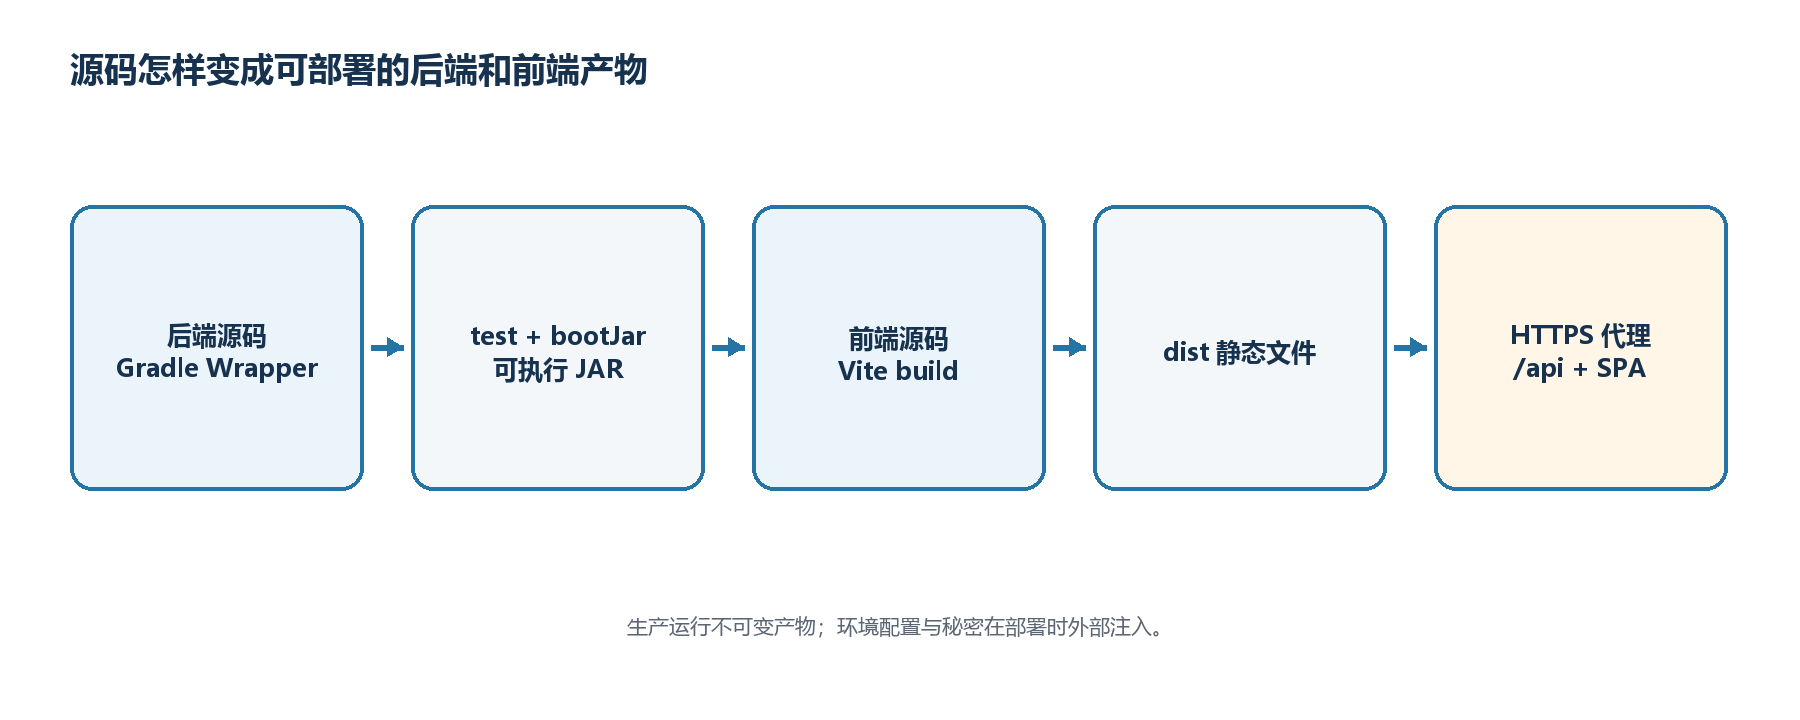 源码怎样变成可部署的后端和前端产物
后端源码
Gradle Wrapper
test + bootJar
可执行 JAR
前端源码
Vite build
dist 静态文件
HTTPS 代理
/api + SPA
生产运行不可变产物；环境配置与秘密在部署时外部注入。